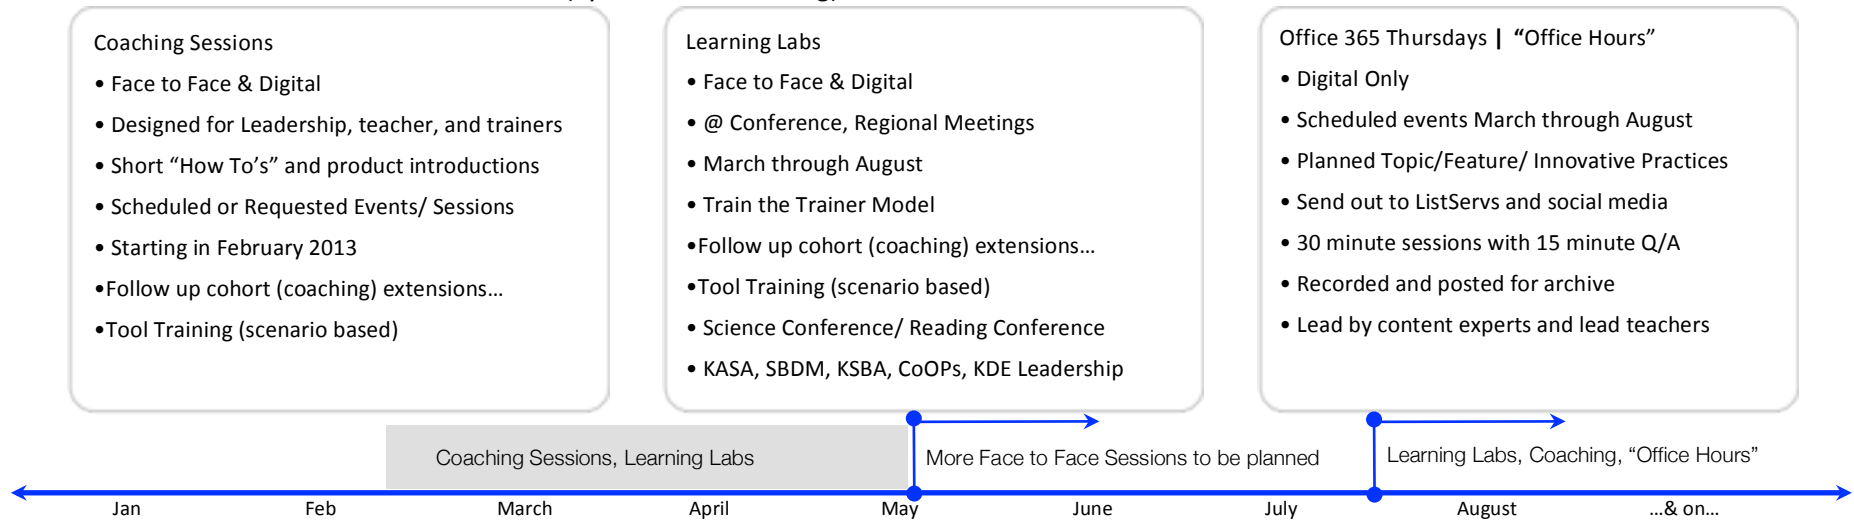 Coaching Sessions
• Face to Face & Digital
• Designed for Leadership, teacher, and trainers
• Short “How To’s” and product introductions
• Scheduled or Requested Events/ Sessions
• Starting in February 2013
•Follow up cohort (coaching) extensions…
•Tool Training (scenario based)
Learning Labs
• Face to Face & Digital
• @ Conference, Regional Meetings
• March through August
• Train the Trainer Model
•Follow up cohort (coaching) extensions…
•Tool Training (scenario based)
• Science Conference/ Reading Conference
• KASA, SBDM, KSBA, CoOPs, KDE Leadership
Office 365 Thursdays | “Office Hours”
• Digital Only
• Scheduled events March through August
• Planned Topic/Feature/ Innovative Practices
• Send out to ListServs and social media
• 30 minute sessions with 15 minute Q/A
• Recorded and posted for archive
• Lead by content experts and lead teachers
Coaching Sessions, Learning Labs
More Face to Face Sessions to be planned
Learning Labs, Coaching, “Office Hours”
Jan Feb March April May June July August …& on…